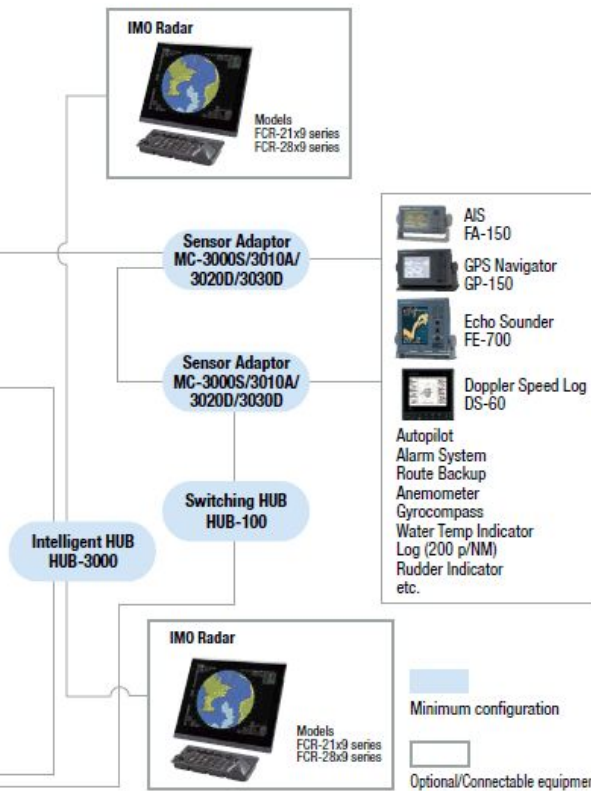 IMO Radar
Models
FCR-21x9 series
FCR-28x9 series
Sensor Adaptor
MC-3000S/3010A/
3020D/3030D
AIS
FA-150
GPS Navigator
GP-150
Echo Sounder
FE-700
Doppler Speed Log
DS-60
Sensor Adaptor
MC-3000S/3010A/
3020D/3030D
Autopilot
Alarm System
Route Backup
Anemometer
Gyrocompass
Water Temp Indicator
Log (200 p/NM)
Rudder Indicator
etc.
Switching HUB
HUB-100
Intelligent HUB
HUB-3000
IMO Radar
Models
FCR-21x9 series
FCR-28x9 series
Minimum configuration
Optional/Connectable equipmen